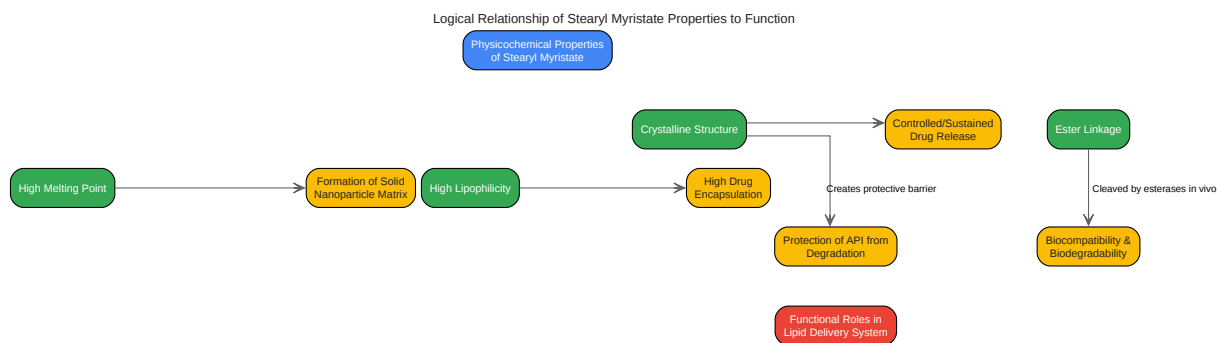 Logical Relationship of Stearyl Myristate Properties to Function
Physicochemical Properties
of Stearyl Myristate
Crystalline Structure
Controlled/Sustained
Drug Release
Ester Linkage
High Melting Point
Formation of Solid
Nanoparticle Matrix
High Lipophilicity
High Drug
Encapsulation
Creates protective barrier
Cleaved by esterases in vivo
Protection of API from
Degradation
Biocompatibility &
Biodegradability
Functional Roles in
Lipid Delivery System